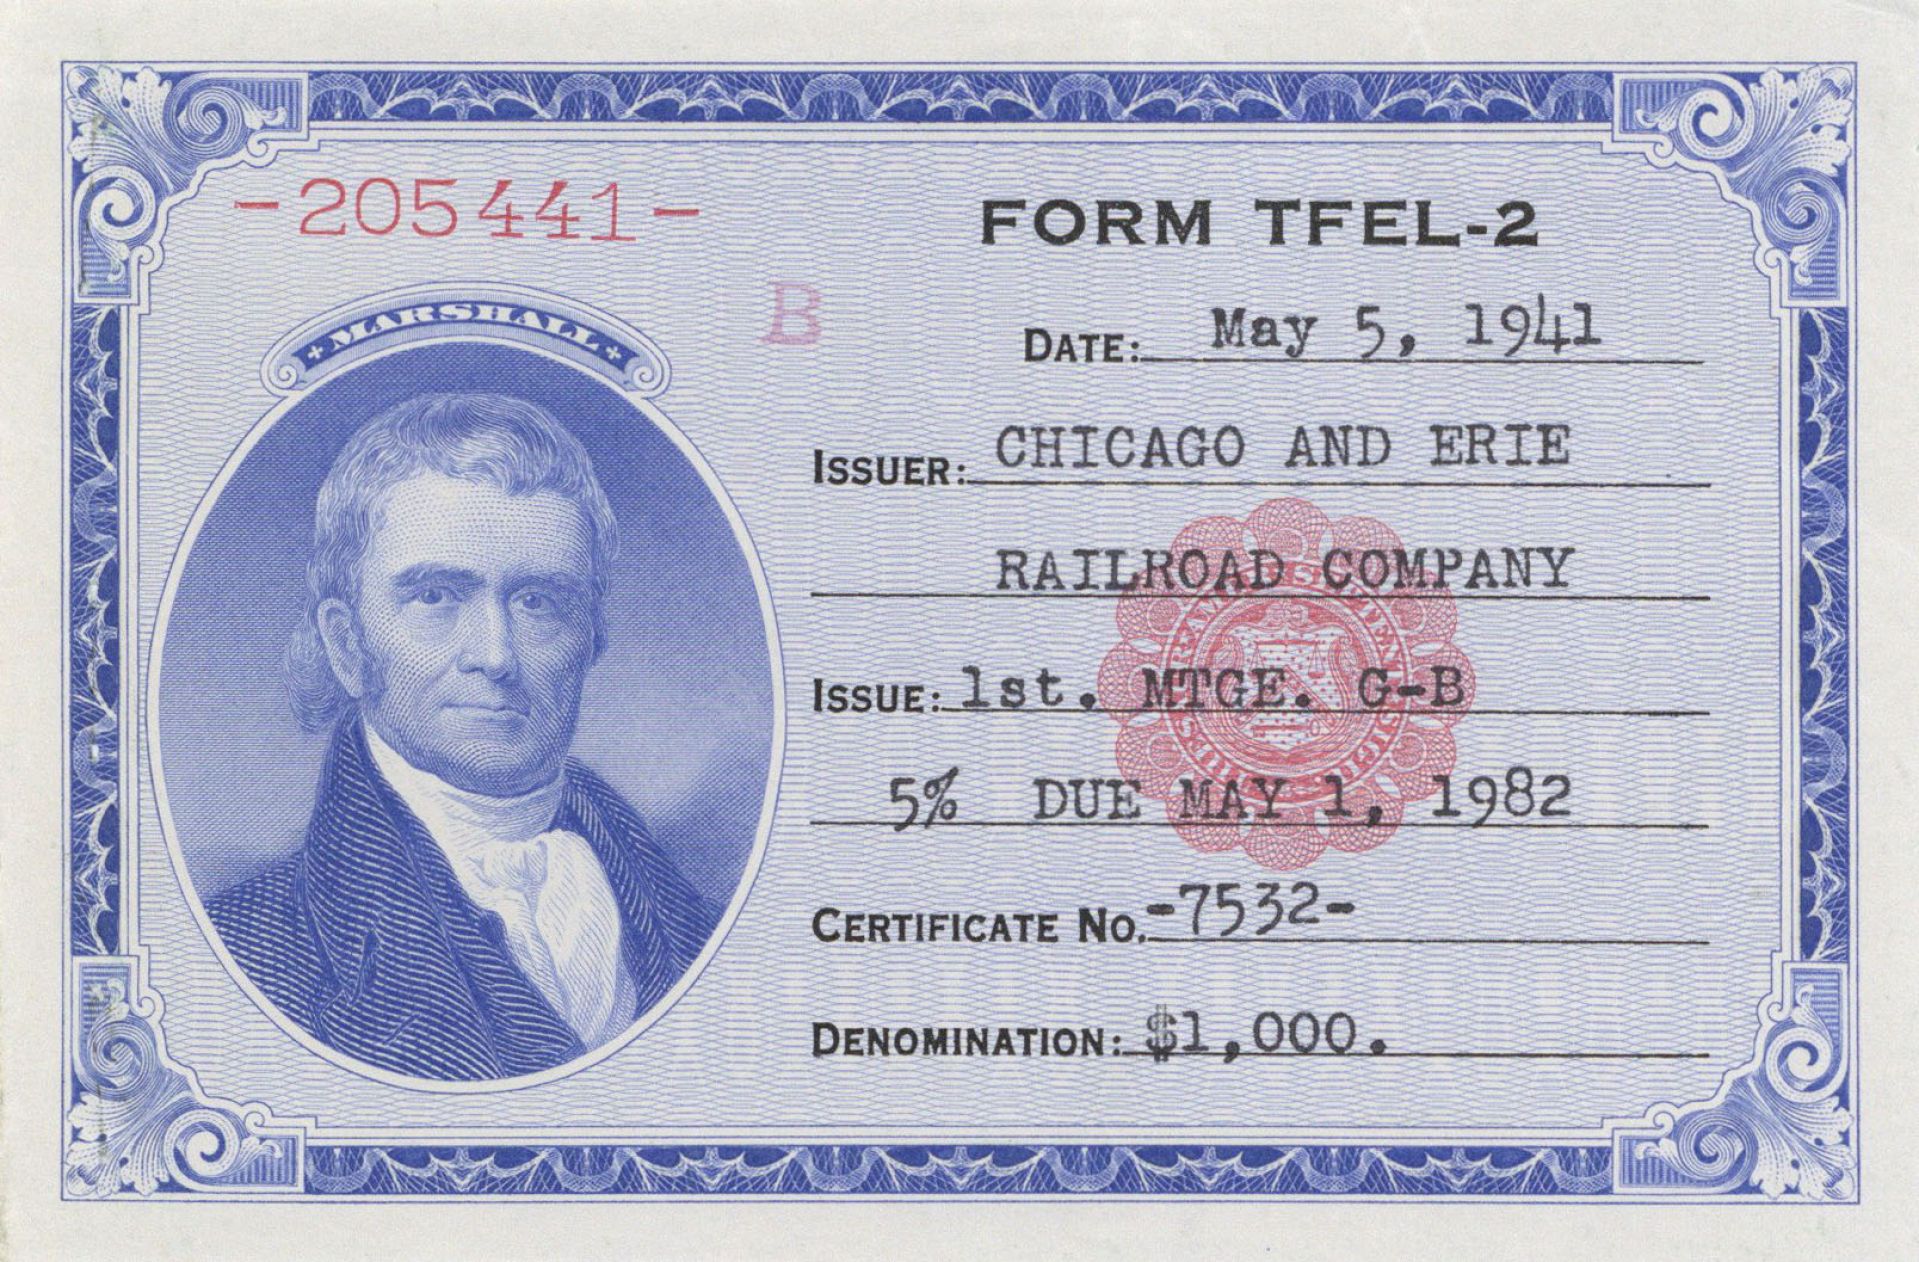 -205441-
FORM TFEL-2
B
MARSHALL
DATE: May 5, 1941
ISSUER: CHICAGO AND ERIE
RAILROAD COMPANY
ISSUE: 1st. MTGE. G-B
5% DUE MAY 1, 1982
CERTIFICATE NO. -7532-
DENOMINATION: $1,000.